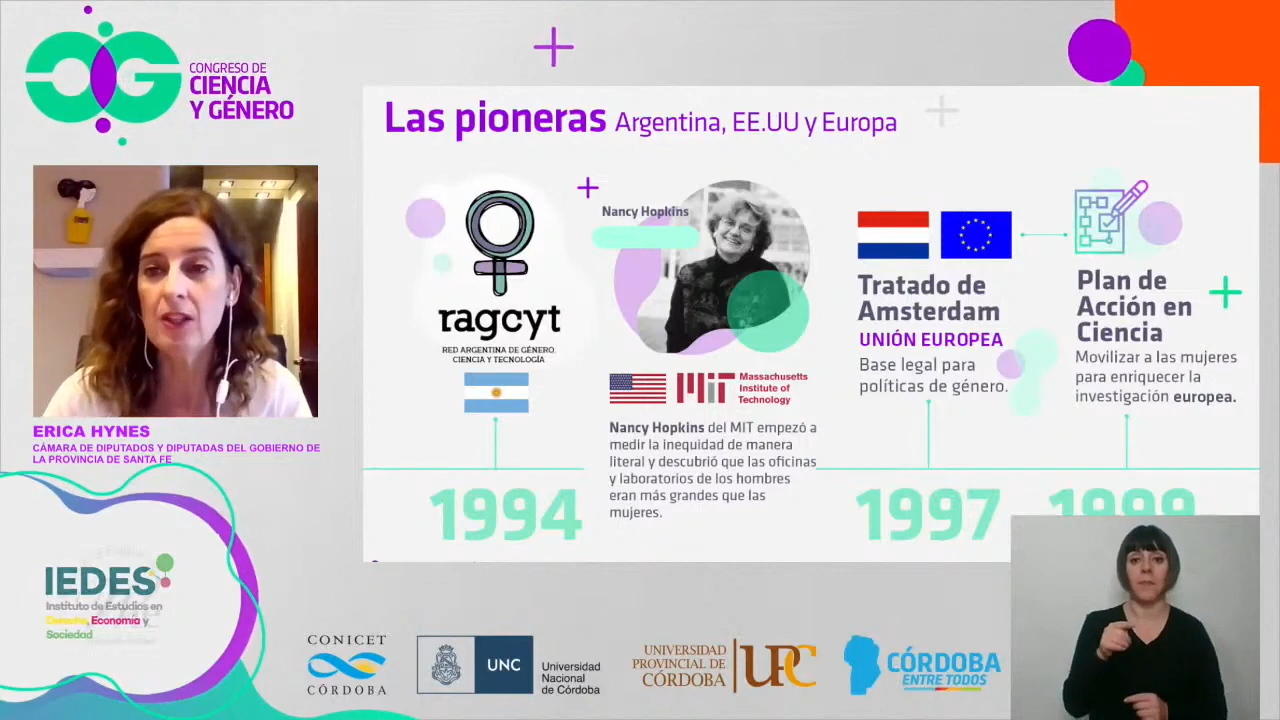 CONGRESO DE
CIENCIA
Y GÉNERO
Las pioneras Argentina, EE.UU y Europa
ragcyt
RED ARGENTINA DE GÉNERO,
CIENCIA Y TECNOLOGÍA
1994
Nancy Hopkins
MIT
Massachusetts
Institute of
Technology
Nancy Hopkins del MIT empezó a
medir la inequidad de manera
literal y descubrió que las oficinas
y laboratorios de los hombres
eran más grandes que las
mujeres.
Tratado de
Amsterdam
UNIÓN EUROPEA
Base legal para
políticas de género.
1997
Plan de
Acción en
Ciencia
Movilizar a las mujeres
para enriquecer la
investigación europea.
1999
ERICA HYNES
CÁMARA DE DIPUTADOS Y DIPUTADAS DEL GOBIERNO DE
LA PROVINCIA DE SANTA FE
IEDES
Instituto de Estudios en
Derecho, Economía y
Sociedad
CONICET
CÓRDOBA
UNC
Universidad
Nacional
de Córdoba
UNIVERSIDAD
PROVINCIAL DE
CÓRDOBA
UPC
CÓRDOBA
ENTRE TODOS